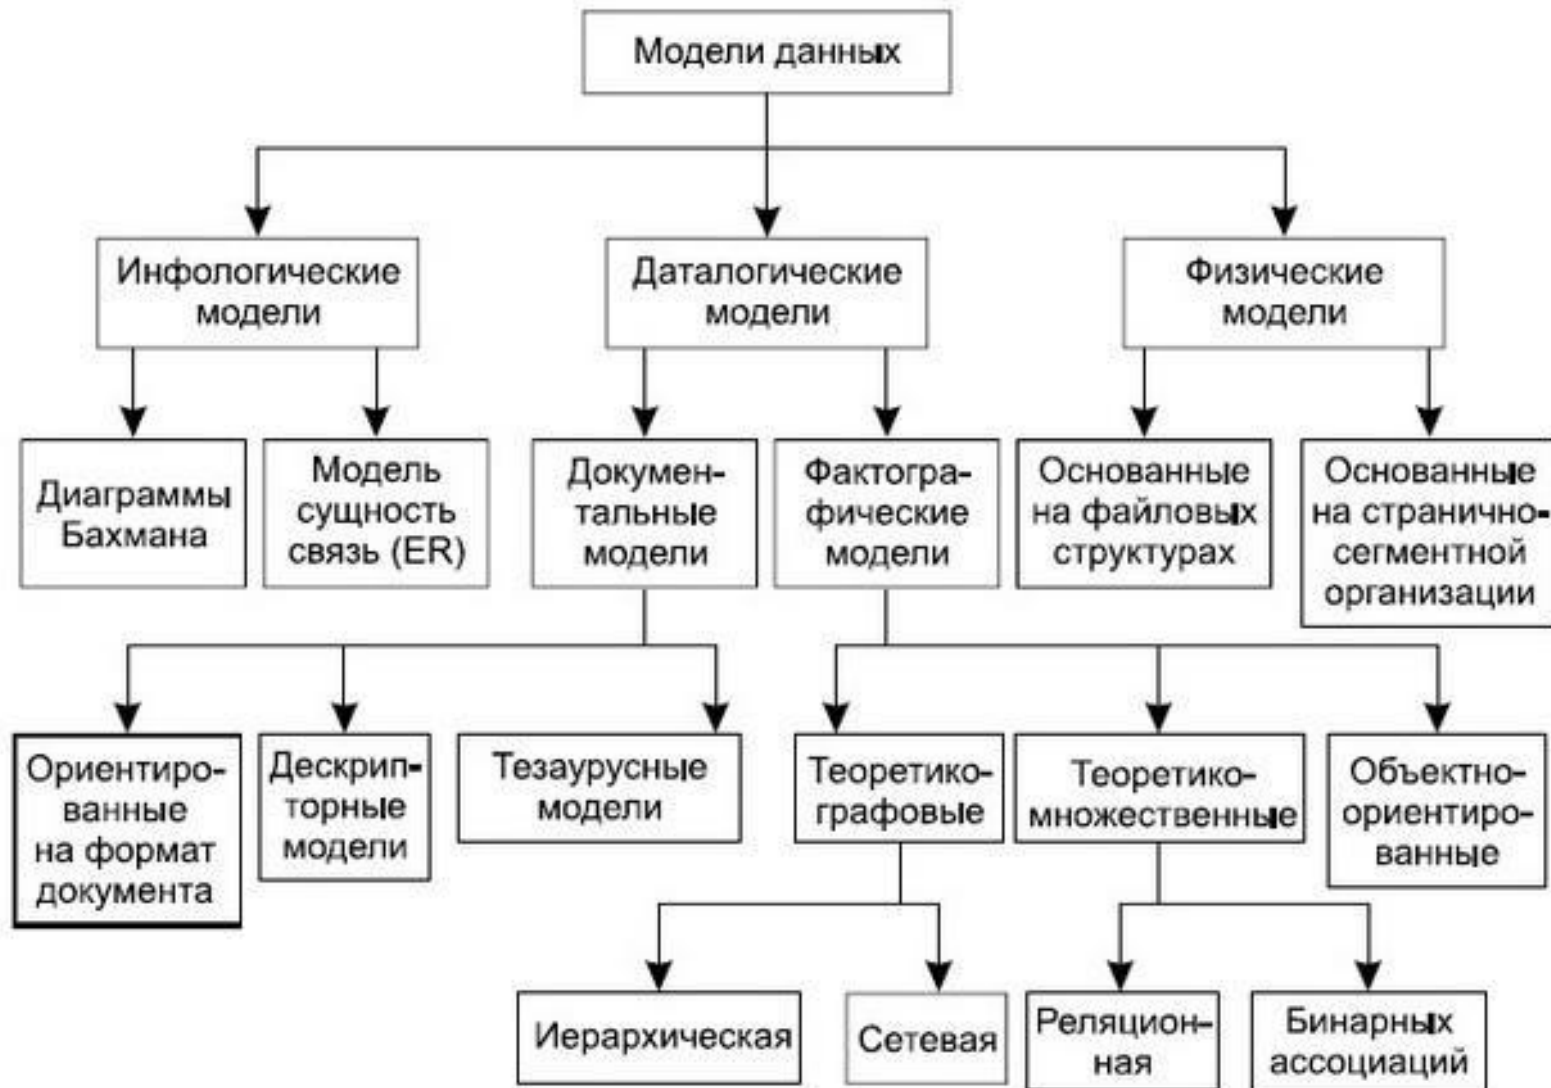 Модели данных
Инфологические
модели
Даталогические
модели
Физические
модели
Диаграммы
Бахмана
Модель
сущность
связь (ER)
Докумен-
тальные
модели
Фактогра-
фические
модели
Основанные
на файловых
структурах
Основанные
на странично-
сегментной
организации
Ориентиро-
ванные
на формат
документа
Дескрип-
торные
модели
Тезаурусные
модели
Теоретико-
графовые
Теоретико-
множественные
Объектно-
ориентиро-
ванные
Иерархическая
Сетевая
Реляцион-
ная
Бинарных
ассоциаций